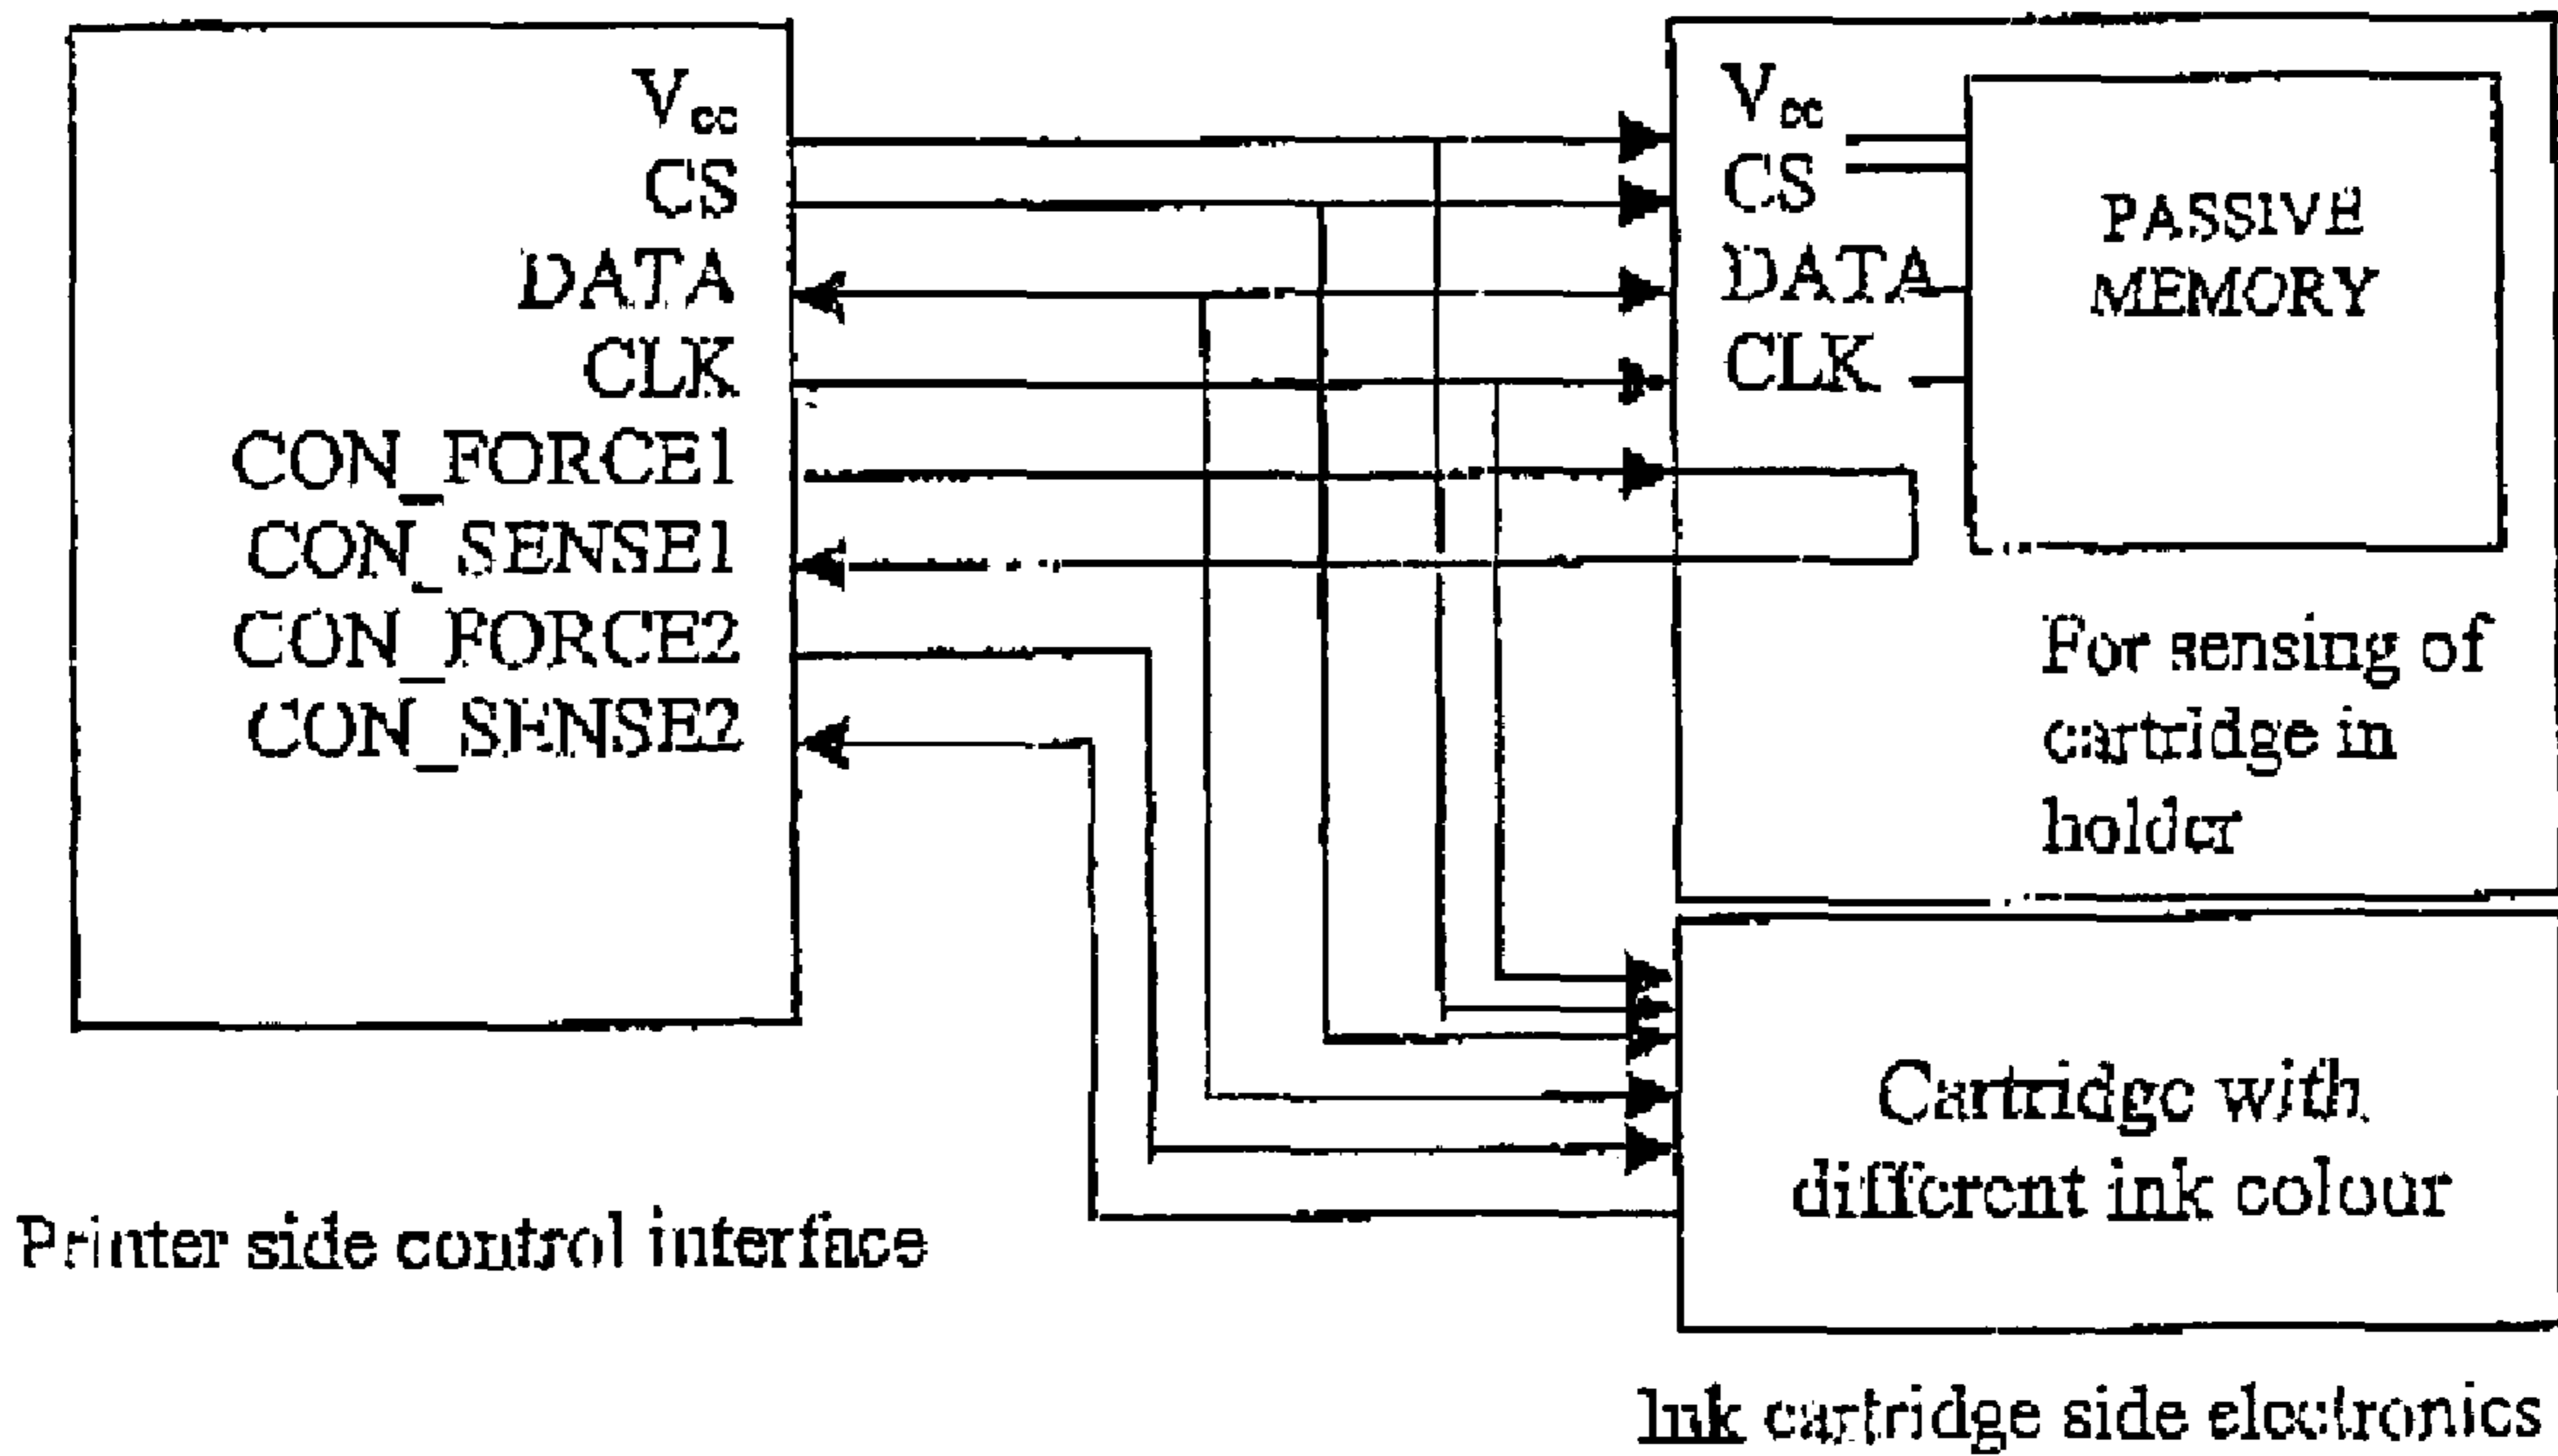 Vcc
CS
DATA
CLK
CON_FORCE1
CON_SENSE1
CON_FORCE2
CON_SENSE2
Printer side control interface
Vcc
CS
DATA
CLK
PASSIVE
MEMORY
For sensing of
cartridge in
holder
Cartridge with
different ink colour
Ink cartridge side electronics